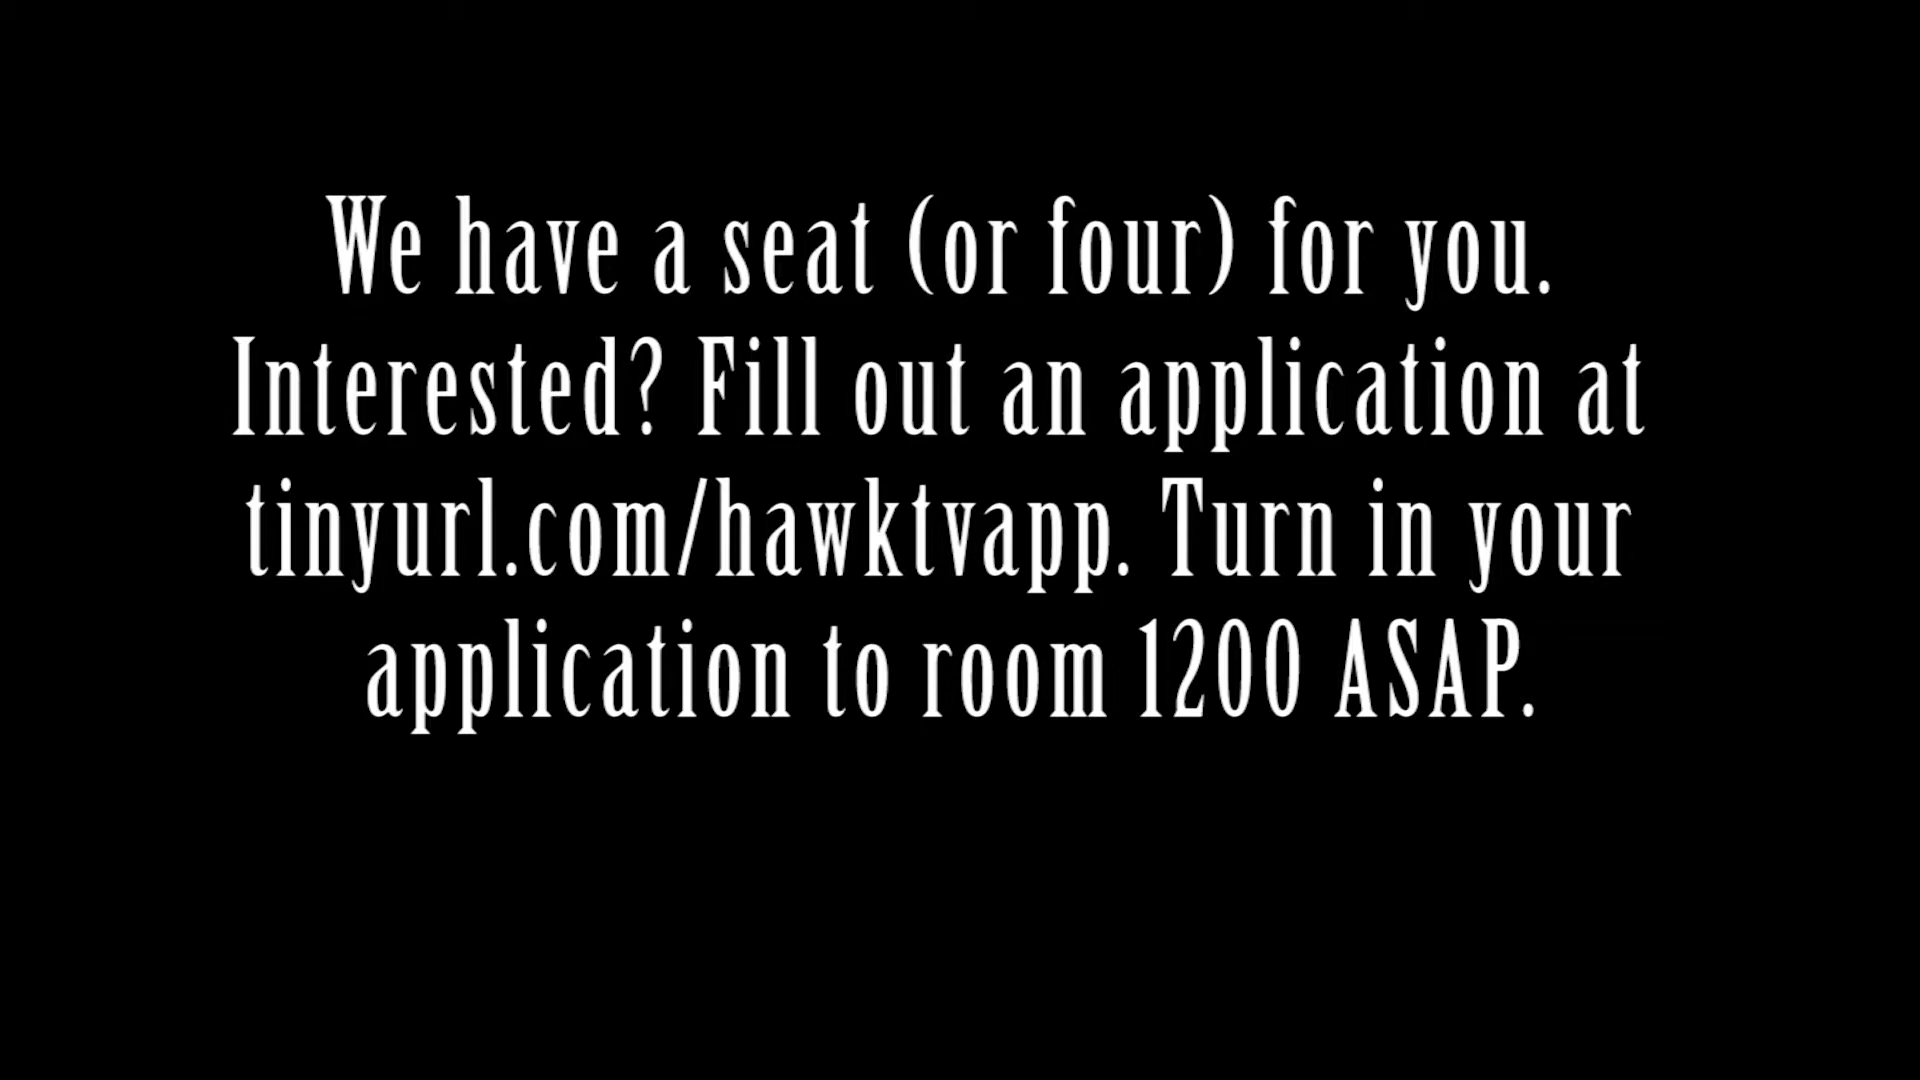 We have a seat (or four) for you.
Interested? Fill out an application at
tinyurl.com/hawktvapp. Turn in your
application to room 1200 ASAP.